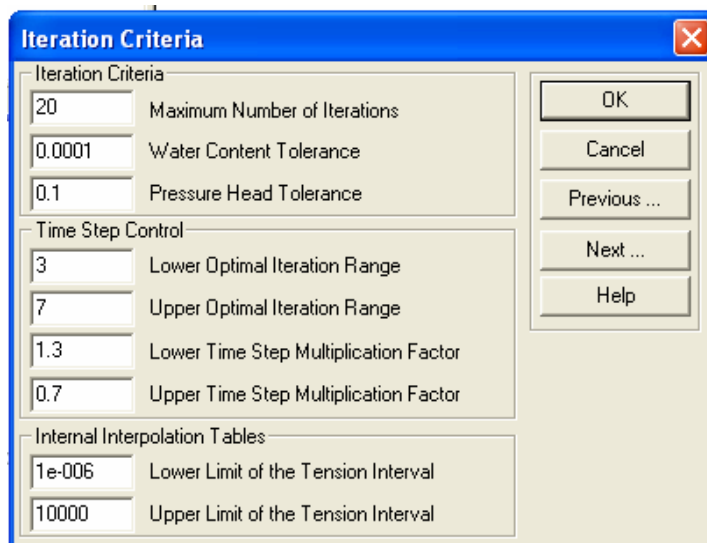 Iteration Criteria
Iteration Criteria
20 Maximum Number of Iterations
0.0001 Water Content Tolerance
0.1 Pressure Head Tolerance
Time Step Control
3 Lower Optimal Iteration Range
7 Upper Optimal Iteration Range
1.3 Lower Time Step Multiplication Factor
0.7 Upper Time Step Multiplication Factor
Internal Interpolation Tables
1e-006 Lower Limit of the Tension Interval
10000 Upper Limit of the Tension Interval
OK
Cancel
Previous ...
Next ...
Help